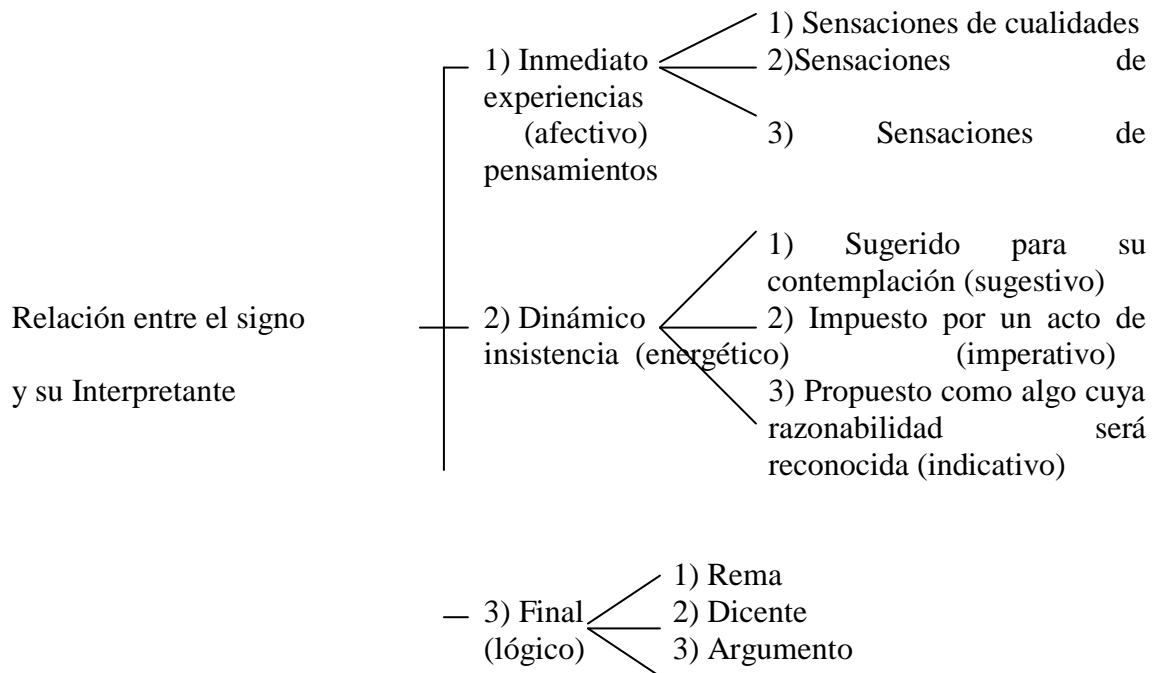 1) Sensaciones de cualidades
1) Inmediato 2)Sensaciones de
experiencias
(afectivo) 3) Sensaciones de
pensamientos
1) Sugerido para su
contemplación (sugestivo)
Relación entre el signo 2) Dinámico 2) Impuesto por un acto de
insistencia (energético) (imperativo)
y su Interpretante 3) Propuesto como algo cuya
razonabilidad será
reconocida (indicativo)
1) Rema
3) Final 2) Dicente
(lógico) 3) Argumento